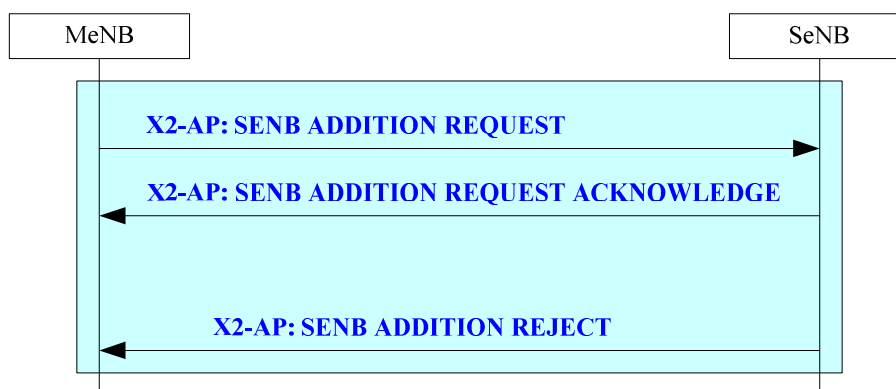 MeNB
SeNB
X2-AP: SENB ADDITION REQUEST
X2-AP: SENB ADDITION REQUEST ACKNOWLEDGE
X2-AP: SENB ADDITION REJECT